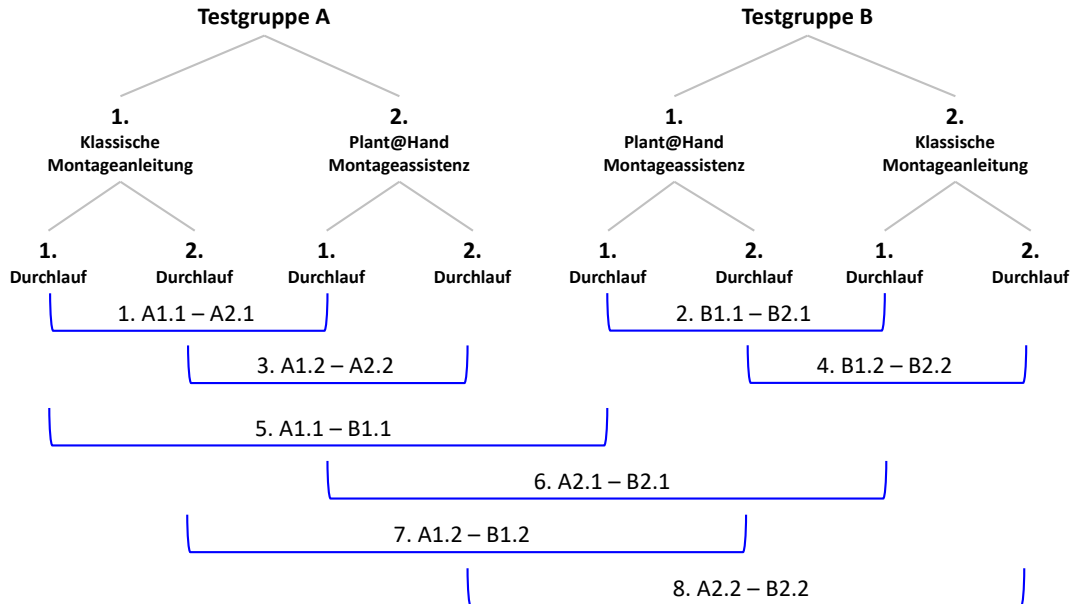 Testgruppe A
Testgruppe B
1.
Klassische
Montageanleitung
2.
Plant@Hand
Montageassistenz
1.
Plant@Hand
Montageassistenz
2.
Klassische
Montageanleitung
1.
Durchlauf
2.
Durchlauf
1.
Durchlauf
2.
Durchlauf
1.
Durchlauf
2.
Durchlauf
1.
Durchlauf
2.
Durchlauf
1. A1.1 – A2.1
2. B1.1 – B2.1
3. A1.2 – A2.2
4. B1.2 – B2.2
5. A1.1 – B1.1
6. A2.1 – B2.1
7. A1.2 – B1.2
8. A2.2 – B2.2